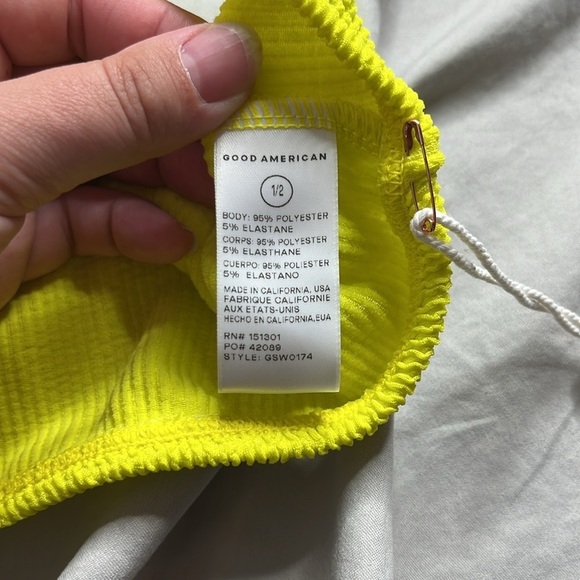 GOOD AMERICAN
1/2
BODY: 95% POLYESTER
5% ELASTANE
CORPS: 95% POLYESTER
5% ELASTHANE
CUERPO: 95% POLIESTER
5% ELASTANO
MADE IN CALIFORNIA, USA
FABRIQUE CALIFORNIE
AUX ETATS-UNIS
HECHO EN CALIFORNIA,EUA
RN# 151301
PO# 42089
STYLE: GSW0174